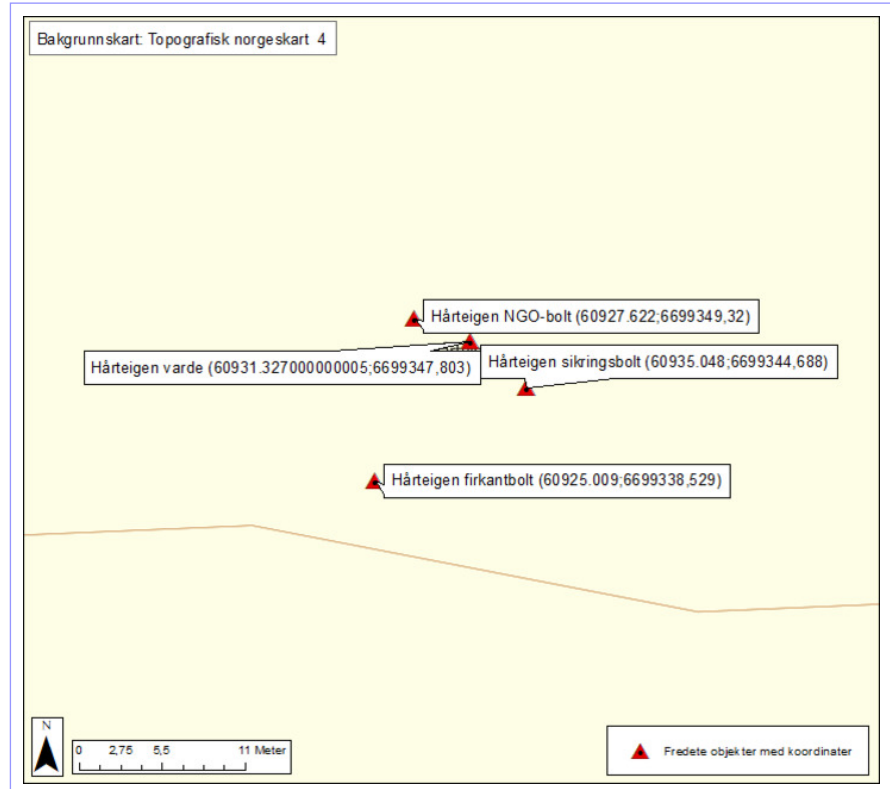 Bakgrunnskart: Topografisk norgeskart 4
Hårteigen NGO-bolt (60927.622;6699349,32)
Hårteigen varde (60931.327000000005;6699347,803)
Hårteigen sikringsbolt (60935.048;6699344,688)
Hårteigen firkantbolt (60925.009;6699338,529)
N
0 2,75 5,5 11 Meter
Fredete objekter med koordinater